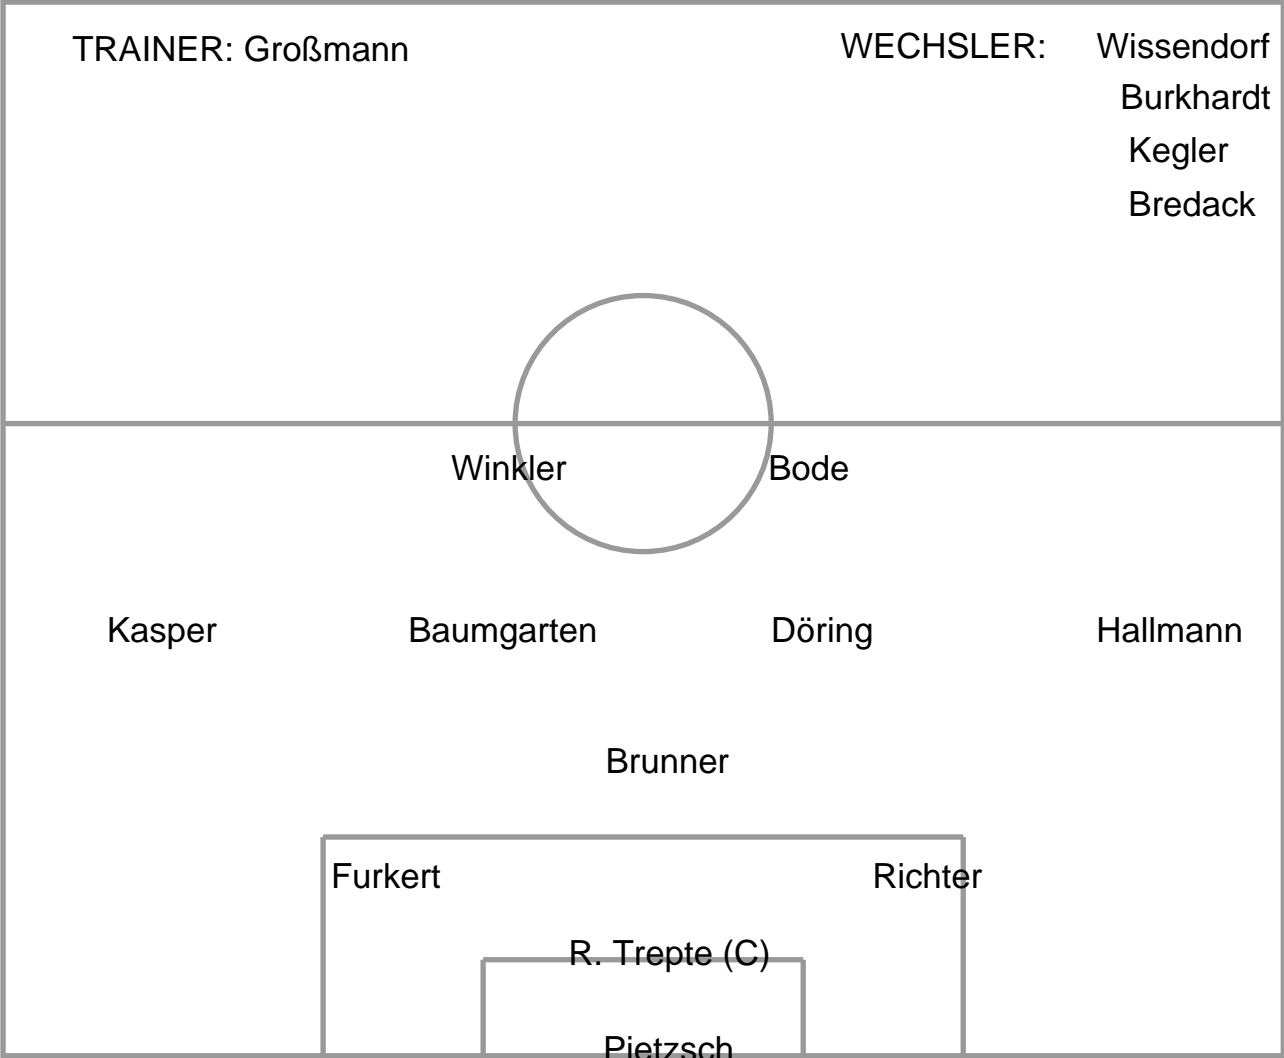 TRAINER: Großmann WECHSLER: Wissendorf
Burkhardt
Kegler
Bredack
Winkler Bode
Kasper Baumgarten Döring Hallmann
Brunner
Furkert Richter
R. Trepte (C)
Pietzsch